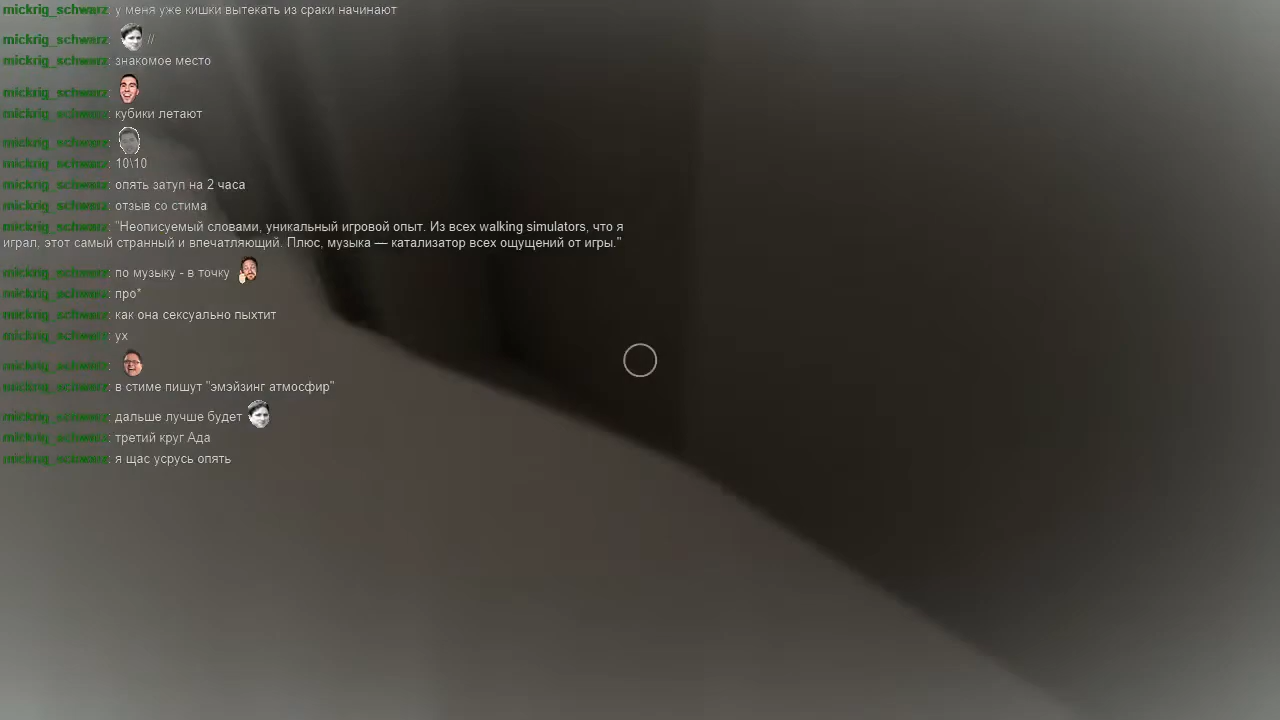 mickrig_schwarz: у меня уже кишки вытекать из сраки начинают
mickrig_schwarz: //
mickrig_schwarz: знакомое место
mickrig_schwarz:
mickrig_schwarz: кубики летают
mickrig_schwarz:
mickrig_schwarz: 10\10
mickrig_schwarz: опять затуп на 2 часа
mickrig_schwarz: отзыв со стима
mickrig_schwarz: "Неописуемый словами, уникальный игровой опыт. Из всех walking simulators, что я
играл, этот самый странный и впечатляющий. Плюс, музыка — катализатор всех ощущений от игры."
mickrig_schwarz: по музыку - в точку
mickrig_schwarz: про*
mickrig_schwarz: как она сексуально пыхтит
mickrig_schwarz: ух
mickrig_schwarz:
mickrig_schwarz: в стиме пишут "эмэйзинг атмосфир"
mickrig_schwarz: дальше лучше будет
mickrig_schwarz: третий круг Ада
mickrig_schwarz: я щас усрусь опять